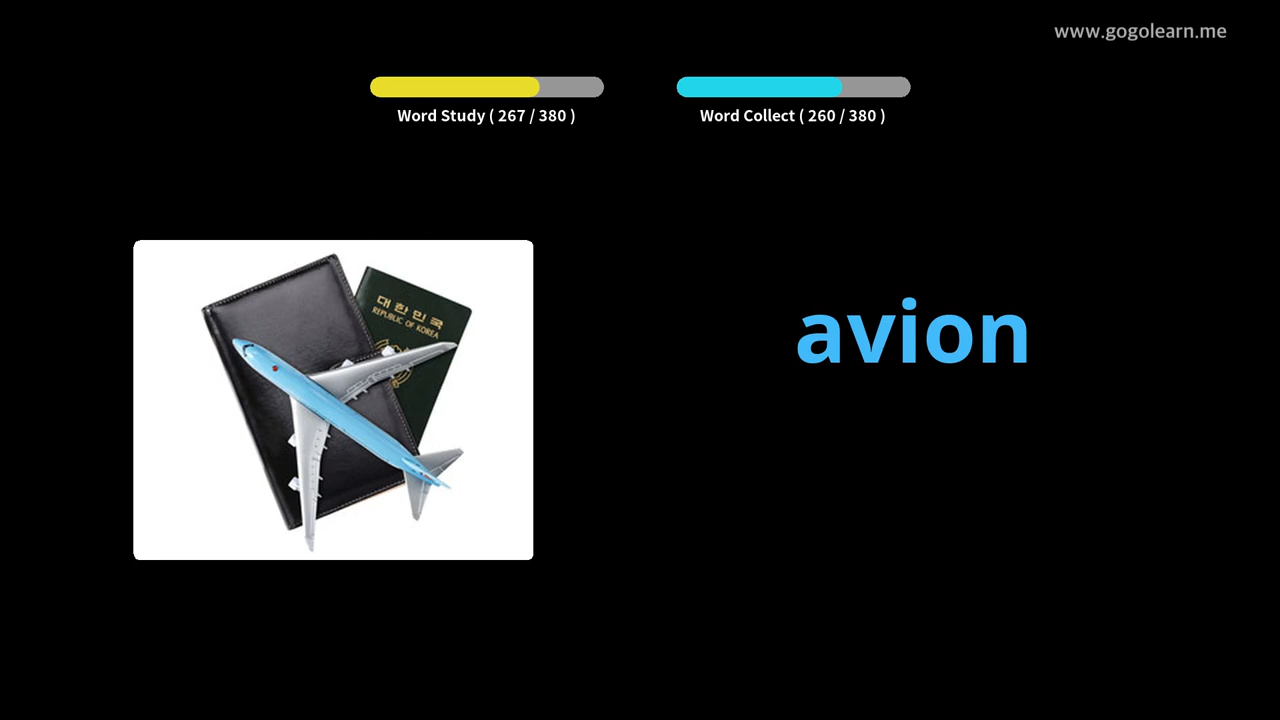 www.gogolearn.me
Word Study ( 267 / 380 )
Word Collect ( 260 / 380 )
대한민국
REPUBLIC OF KOREA
avion